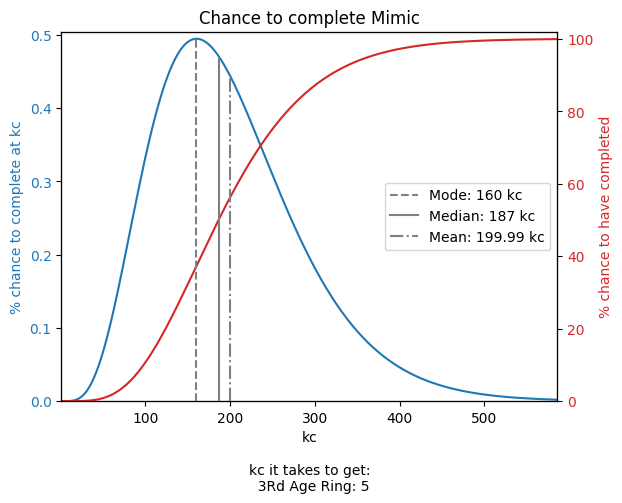 Chance to complete Mimic
0.5
0.4
0.3
0.2
0.1
0.0
% chance to complete at kc
100
80
60
40
20
0
% chance to have completed
Mode: 160 kc
Median: 187 kc
Mean: 199.99 kc
100
200
300
400
500
kc
kc it takes to get:
3Rd Age Ring: 5